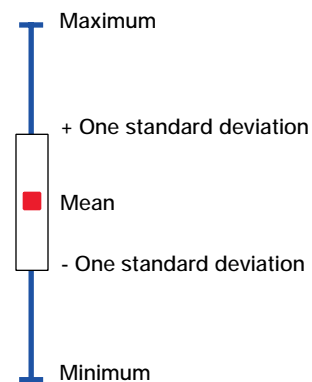 Maximum
+ One standard deviation
Mean
- One standard deviation
Minimum